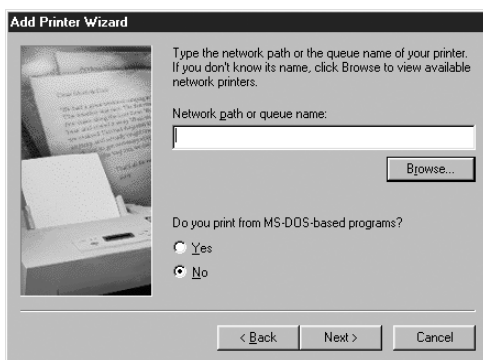 Add Printer Wizard
Type the network path or the queue name of your printer.
If you don't know its name, click Browse to view available
network printers.
Network path or queue name:
Browse...
Do you print from MS-DOS-based programs?
Yes
No
< Back
Next >
Cancel